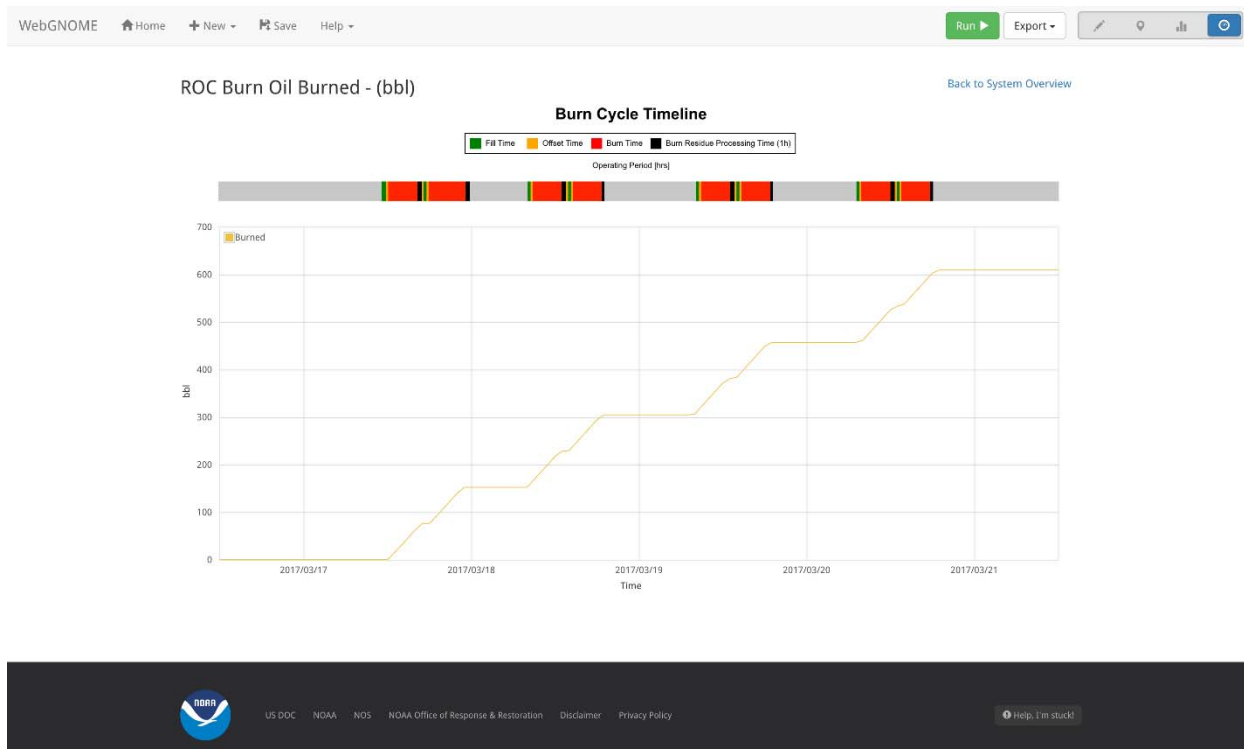 WebGNOME Home New Save Help Run Export
ROC Burn Oil Burned - (bbl) Back to System Overview
Burn Cycle Timeline
Fill Time Offset Time Burn Time Burn Residue Processing Time (1h)
Operating Period [hrs]
700
Burned
600
500
400
bbl
300
200
100
0
2017/03/17 2017/03/18 2017/03/19 2017/03/20 2017/03/21
Time
NOAA
US DOC NOAA NOS NOAA Office of Response & Restoration Disclaimer Privacy Policy Help, I'm stuck!